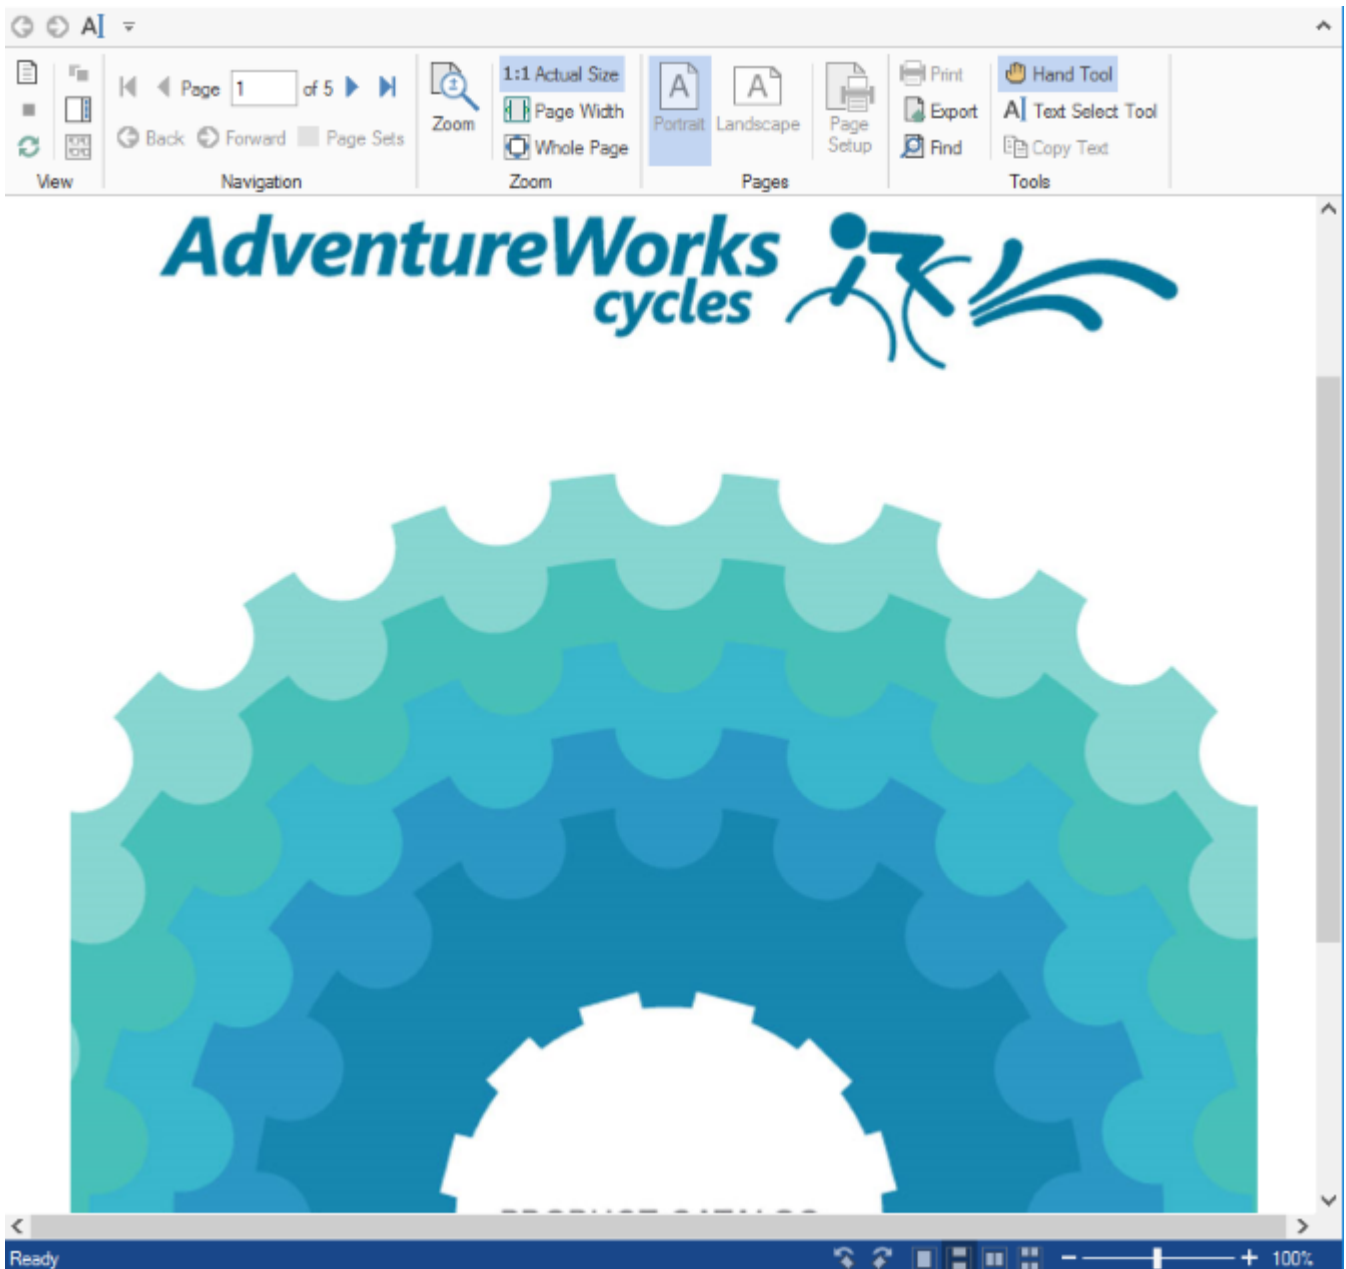 A
Page 1 of 5
Back Forward Page Sets
View
Navigation
Zoom
1:1 Actual Size
Page Width
Whole Page
Zoom
A
Portrait
A
Landscape
Page
Setup
Pages
Print
Export
Find
Hand Tool
A Text Select Tool
Copy Text
Tools
AdventureWorks
cycles
PRODUCT CATALOG
Ready
100%